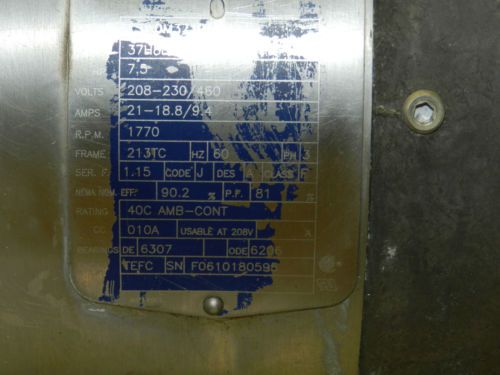 7.5
VOLTS 208-230/460
AMPS 21-18.8/9.4
R.P.M. 1770
FRAME 213TC HZ 60 PH 3
SER. F. 1.15 CODE J DES A CLASS F
NEMA NOM. EFF. 90.2 % P.F. 81 %
RATING 40C AMB-CONT
CC 010A USABLE AT 208V
BEARINGS DE 6307 ODE 6206
TEFC SN F0610180595